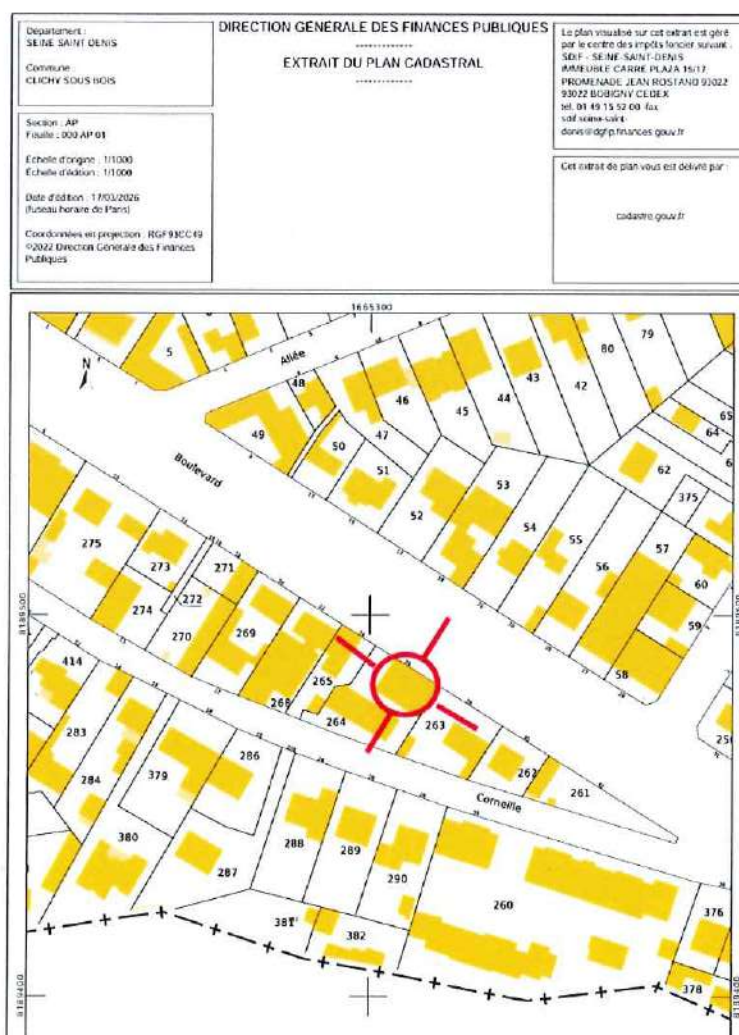 Département :
SEINE SAINT DENIS
Commune :
CLICHY SOUS BOIS
Section : AP
Feuille : 000 AP 01
Échelle d'origine : 1/1000
Échelle d'édition : 1/1000
Date d'édition : 17/03/2026
(fuseau horaire de Paris)
Coordonnées en projection : RGF93CC49
©2022 Direction Générale des Finances
Publiques
DIRECTION GÉNÉRALE DES FINANCES PUBLIQUES
-------------
EXTRAIT DU PLAN CADASTRAL
-------------
Le plan visualisé sur cet extrait est géré
par le centre des impôts foncier suivant :
SDIF - SEINE-SAINT-DENIS
IMMEUBLE CARRE PLAZA 15/17
PROMENADE JEAN ROSTAND 93022
93022 BOBIGNY CEDEX
tél. 01 49 15 52 00 -fax
sdif.seine-saint-
denis@dgfip.finances.gouv.fr
Cet extrait de plan vous est délivré par :
cadastre.gouv.fr
1665300
N
5
Allée
48
49
50
47
46
51
45
44
43
42
80
79
65
64
62
375
Boulevard
52
53
54
55
56
57
60
59
58
275
273
271
272
274
270
269
268
265
264
263
262
261
8189500
414
283
284
379
286
380
287
288
289
290
Corneille
260
381
382
376
378
8189400
8189400